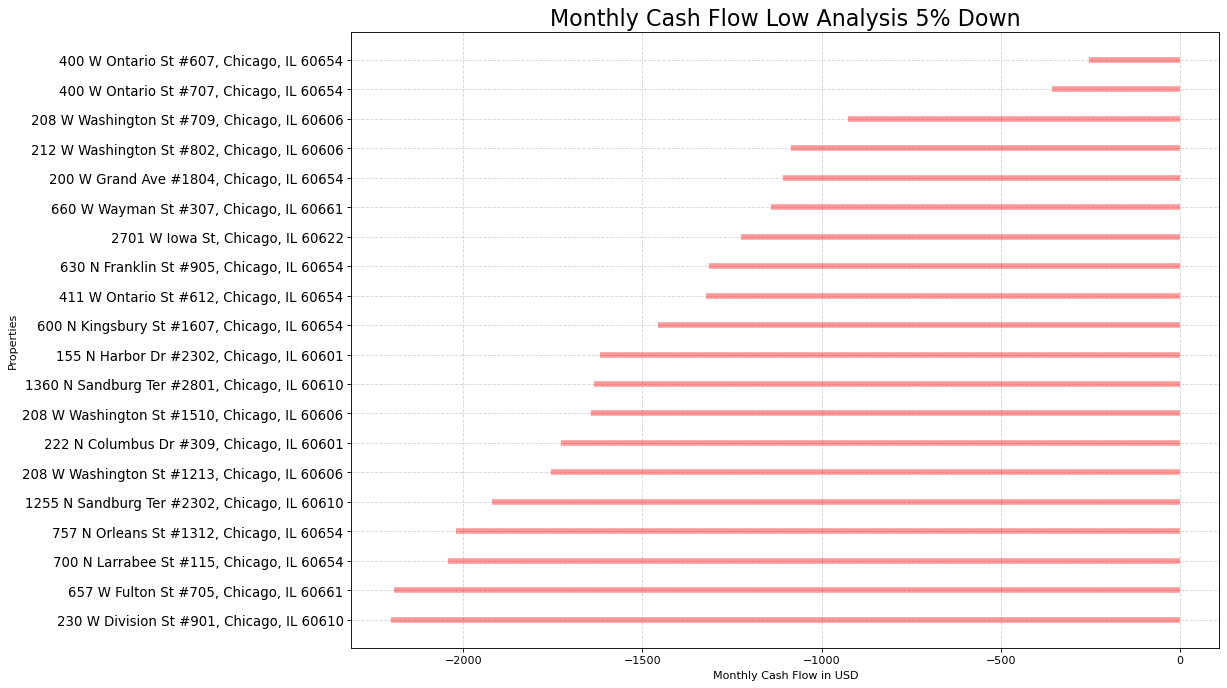 Monthly Cash Flow Low Analysis 5% Down
400 W Ontario St #607, Chicago, IL 60654
400 W Ontario St #707, Chicago, IL 60654
208 W Washington St #709, Chicago, IL 60606
212 W Washington St #802, Chicago, IL 60606
200 W Grand Ave #1804, Chicago, IL 60654
660 W Wayman St #307, Chicago, IL 60661
2701 W Iowa St, Chicago, IL 60622
630 N Franklin St #905, Chicago, IL 60654
411 W Ontario St #612, Chicago, IL 60654
600 N Kingsbury St #1607, Chicago, IL 60654
155 N Harbor Dr #2302, Chicago, IL 60601
1360 N Sandburg Ter #2801, Chicago, IL 60610
208 W Washington St #1510, Chicago, IL 60606
222 N Columbus Dr #309, Chicago, IL 60601
208 W Washington St #1213, Chicago, IL 60606
1255 N Sandburg Ter #2302, Chicago, IL 60610
757 N Orleans St #1312, Chicago, IL 60654
700 N Larrabee St #115, Chicago, IL 60654
657 W Fulton St #705, Chicago, IL 60661
230 W Division St #901, Chicago, IL 60610
Properties
−2000 −1500 −1000 −500 0
Monthly Cash Flow in USD